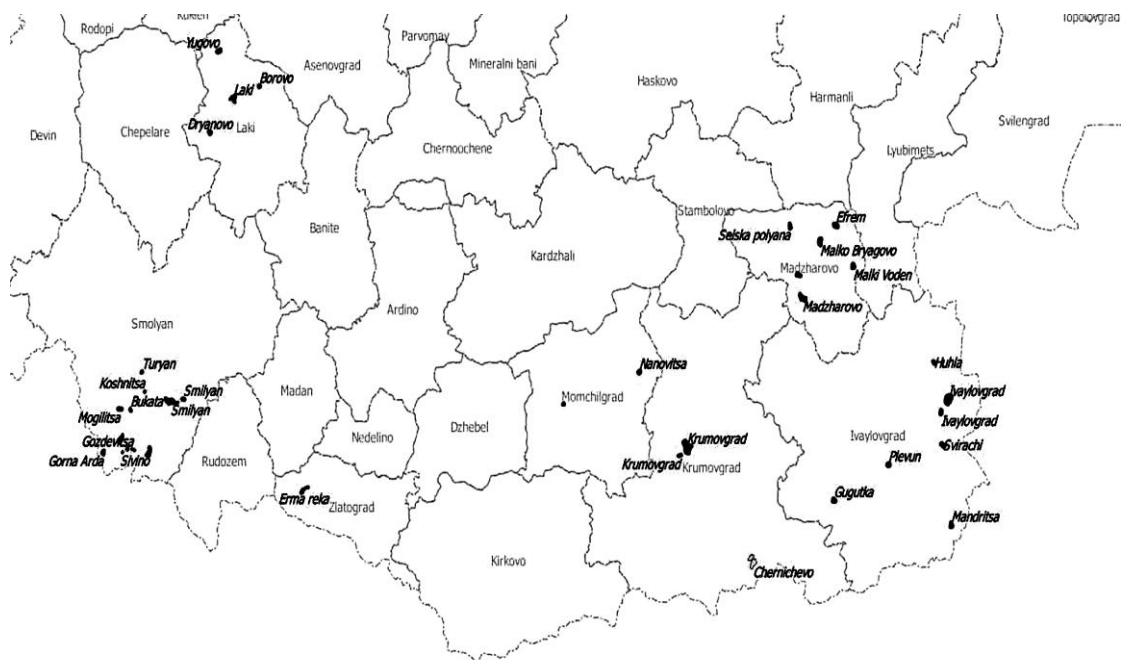 Kuklen
Rodopi
Parvomay
Topolovgrad
Yugovo
Asenovgrad
Mineralni bani
Haskovo
Borovo
Laki
Harmanli
Svilengrad
Devin
Chepelare
Dryanovo
Laki
Chernoochene
Lyubimets
Stambolovo
Efrem
Banite
Selska polyana
Malko Bryagovo
Kardzhali
Madzharovo
Malki Voden
Ardino
Madzharovo
Smolyan
Turyan
Nanovitsa
Huhla
Koshnitsa
Madan
Smilyan
Ivaylovgrad
Bukata
Smilyan
Momchilgrad
Mogilitsa
Ivaylovgrad
Dzhebel
Nedelino
Gozdevitsa
Krumovgrad
Ivaylovgrad
Svirachi
Gorna Arda
Sivino
Rudozem
Krumovgrad
Krumovgrad
Plevun
Erma reka
Zlatograd
Gugutka
Mandritsa
Kirkovo
Chernichevo